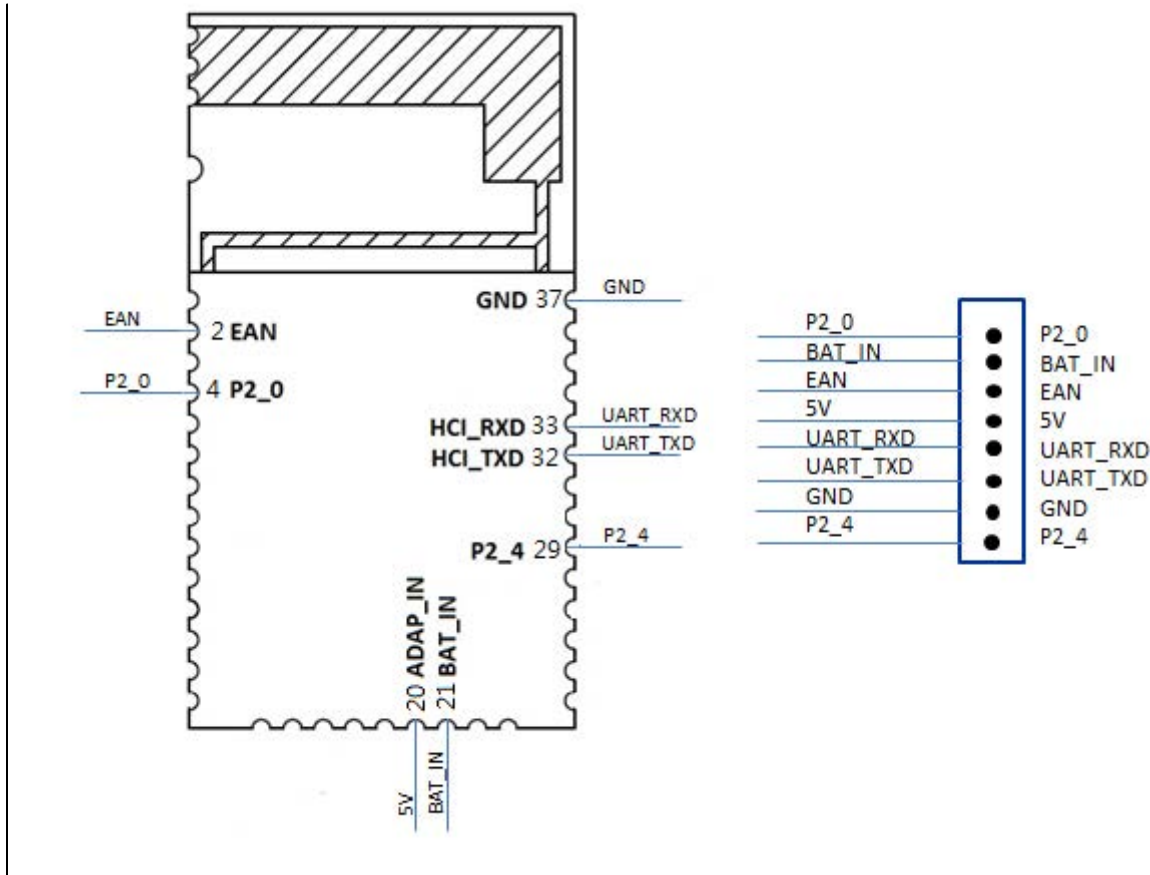 GND 37
GND
EAN
2 EAN
P2_0
4 P2_0
HCI_RXD 33
UART_RXD
HCI_TXD 32
UART_TXD
P2_4 29
P2_4
20 ADAP_IN
21 BAT_IN
5V
BAT_IN
P2_0
P2_0
BAT_IN
BAT_IN
EAN
EAN
5V
5V
UART_RXD
UART_RXD
UART_TXD
UART_TXD
GND
GND
P2_4
P2_4